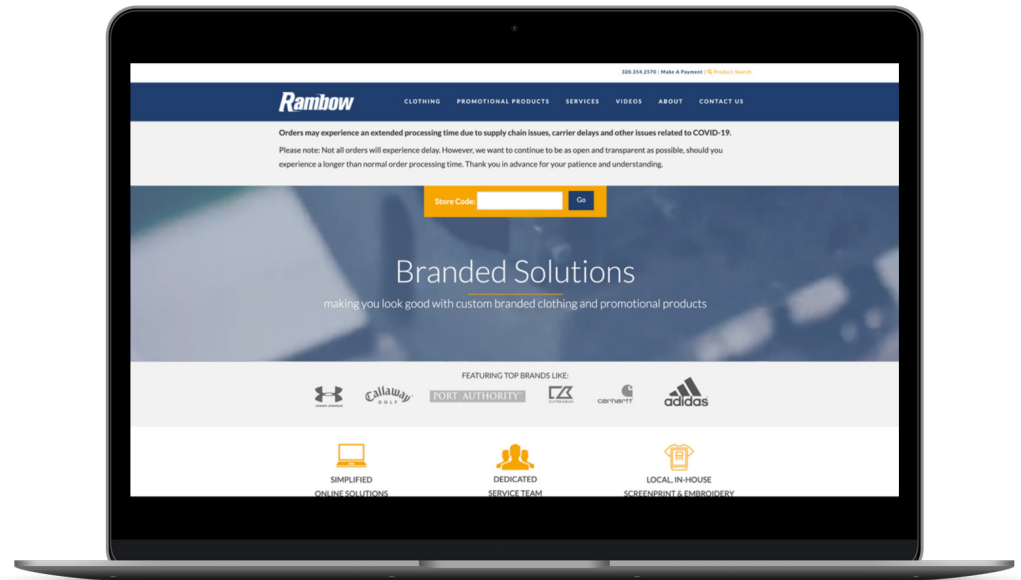 320.354.2570 | Make A Payment | Product Search
Rambow
CLOTHING PROMOTIONAL PRODUCTS SERVICES VIDEOS ABOUT CONTACT US
Orders may experience an extended processing time due to supply chain issues, carrier delays and other issues related to COVID-19.
Please note: Not all orders will experience delay. However, we want to continue to be as open and transparent as possible, should you
experience a longer than normal order processing time. Thank you in advance for your patience and understanding.
Store Code: Go
Branded Solutions
making you look good with custom branded clothing and promotional products
FEATURING TOP BRANDS LIKE:
UNDER ARMOUR Callaway GOLF PORT AUTHORITY CUTTER & BUCK carhartt adidas
SIMPLIFIED DEDICATED LOCAL, IN-HOUSE
ONLINE SOLUTIONS SERVICE TEAM SCREENPRINT & EMBROIDERY